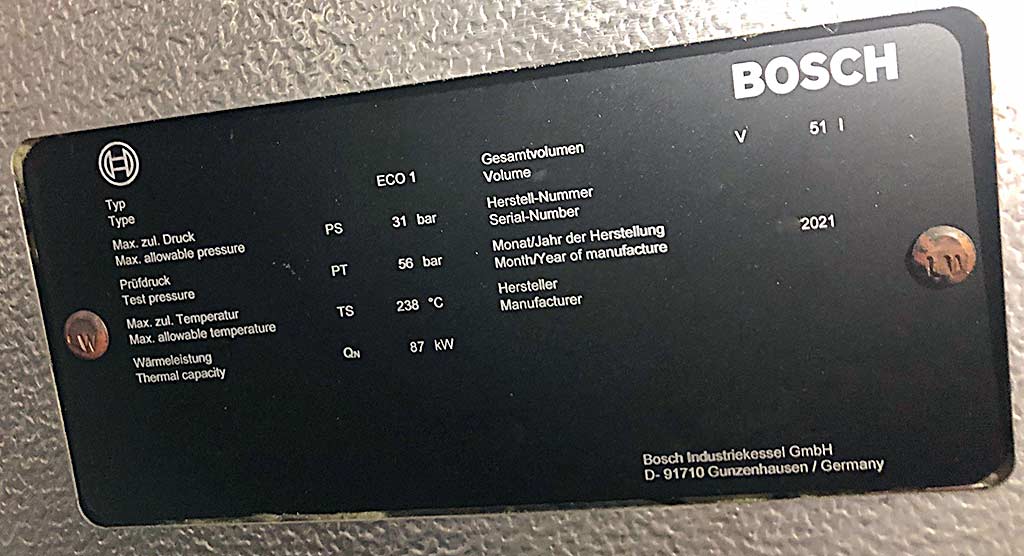 BOSCH
Typ ECO 1
Type
Max. zul. Druck PS 31 bar
Max. allowable pressure
Prüfdruck PT 56 bar
Test pressure
Max. zul. Temperatur TS 238 °C
Max. allowable temperature
Wärmeleistung QN 87 kW
Thermal capacity
Gesamtvolumen V 51 l
Volume
Herstell-Nummer
Serial-Number
Monat/Jahr der Herstellung 2021
Month/Year of manufacture
Hersteller
Manufacturer
Bosch Industriekessel GmbH
D- 91710 Gunzenhausen / Germany